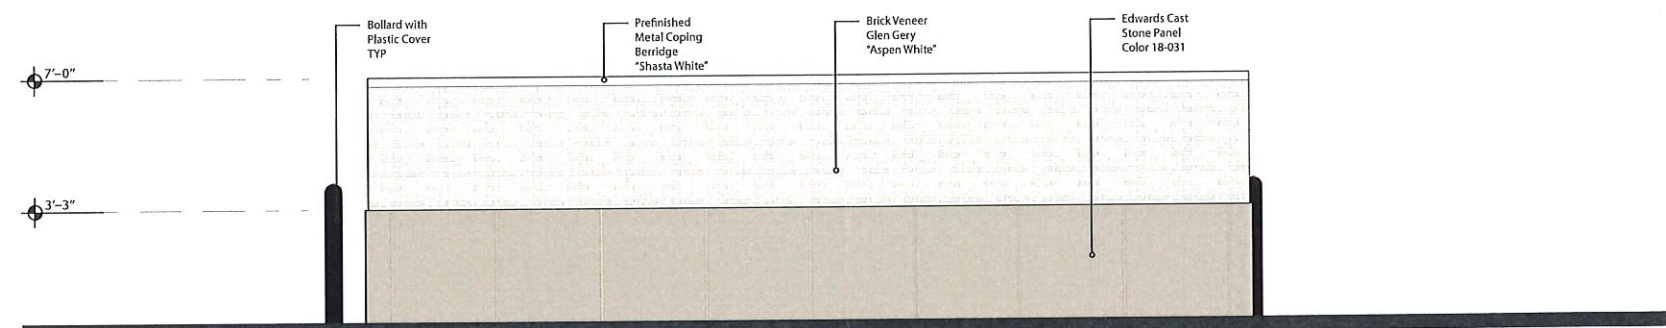 Bollard with
Plastic Cover
TYP
Prefinished
Metal Coping
Berridge
“Shasta White”
Brick Veneer
Glen Gery
“Aspen White”
Edwards Cast
Stone Panel
Color 18-031
7’–0”
3’–3”